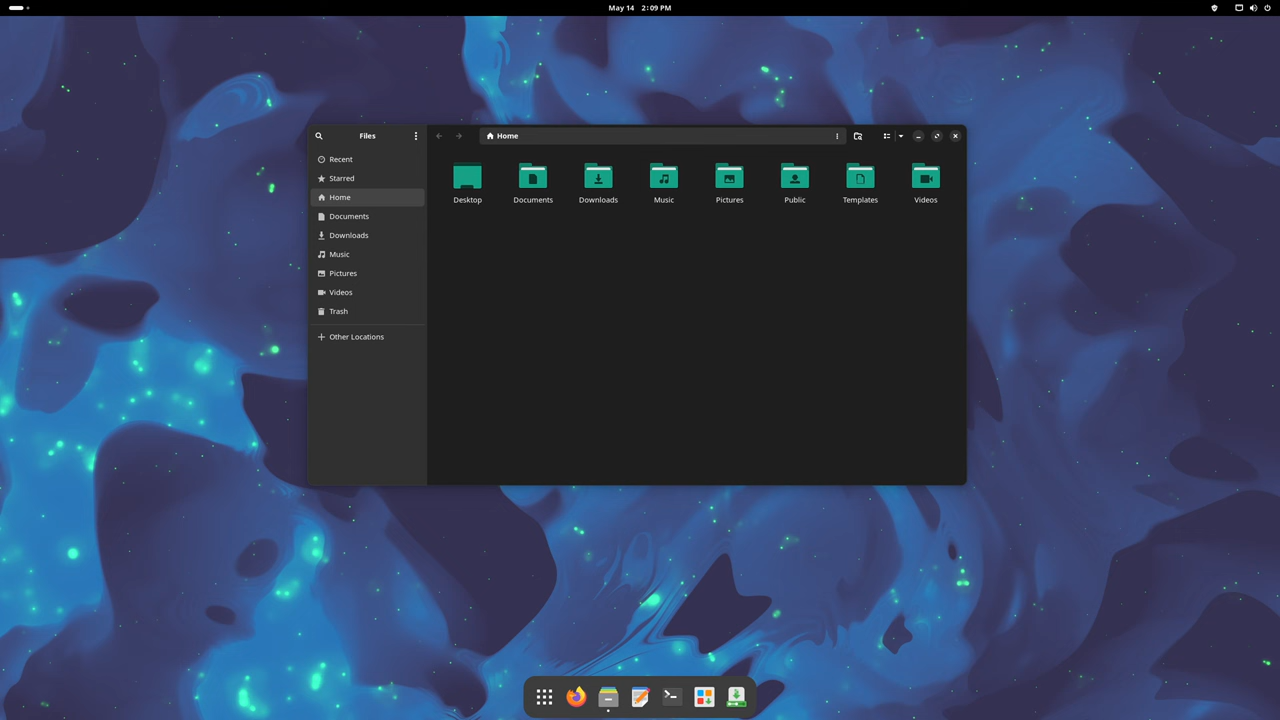 May 14 2:09 PM
Files
Home
Recent
Starred
Home
Documents
Downloads
Music
Pictures
Videos
Trash
Other Locations
Desktop
Documents
Downloads
Music
Pictures
Public
Templates
Videos